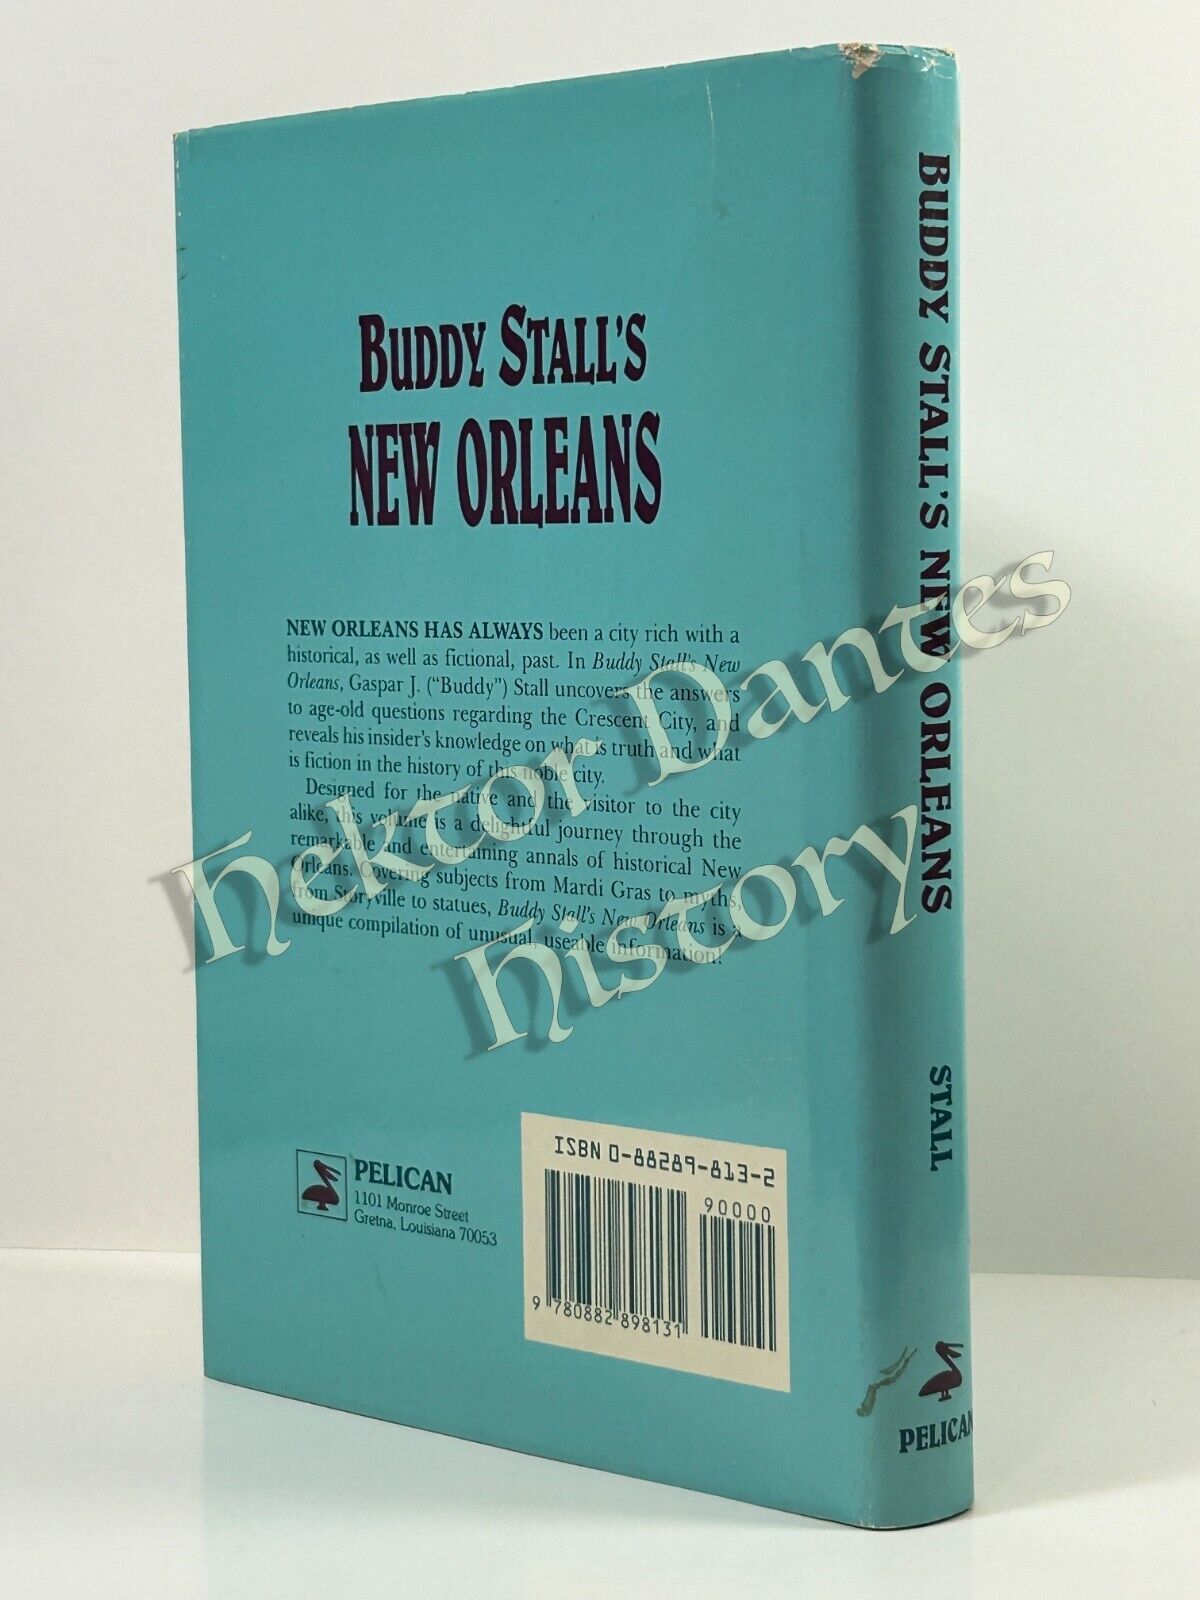 BUDDY STALL'S
NEW ORLEANS
NEW ORLEANS HAS ALWAYS been a city rich with a
historical, as well as fictional, past. In Buddy Stall's New
Orleans, Gaspar J. ("Buddy") Stall uncovers the answers
to age-old questions regarding the Crescent City, and
reveals his insider's knowledge on what is truth and what
is fiction in the history of this noble city.
Designed for the native and the visitor to the city
alike, this volume is a delightful journey through the
remarkable and entertaining annals of historical New
Orleans. Covering subjects from Mardi Gras to myths,
from Storyville to statues, Buddy Stall's New Orleans is a
unique compilation of unusual, useable information!
Hektor Dantes
History
PELICAN
1101 Monroe Street
Gretna, Louisiana 70053
ISBN 0-88289-813-2
90000
9 780882 898131
BUDDY STALL'S NEW ORLEANS
STALL
PELICAN